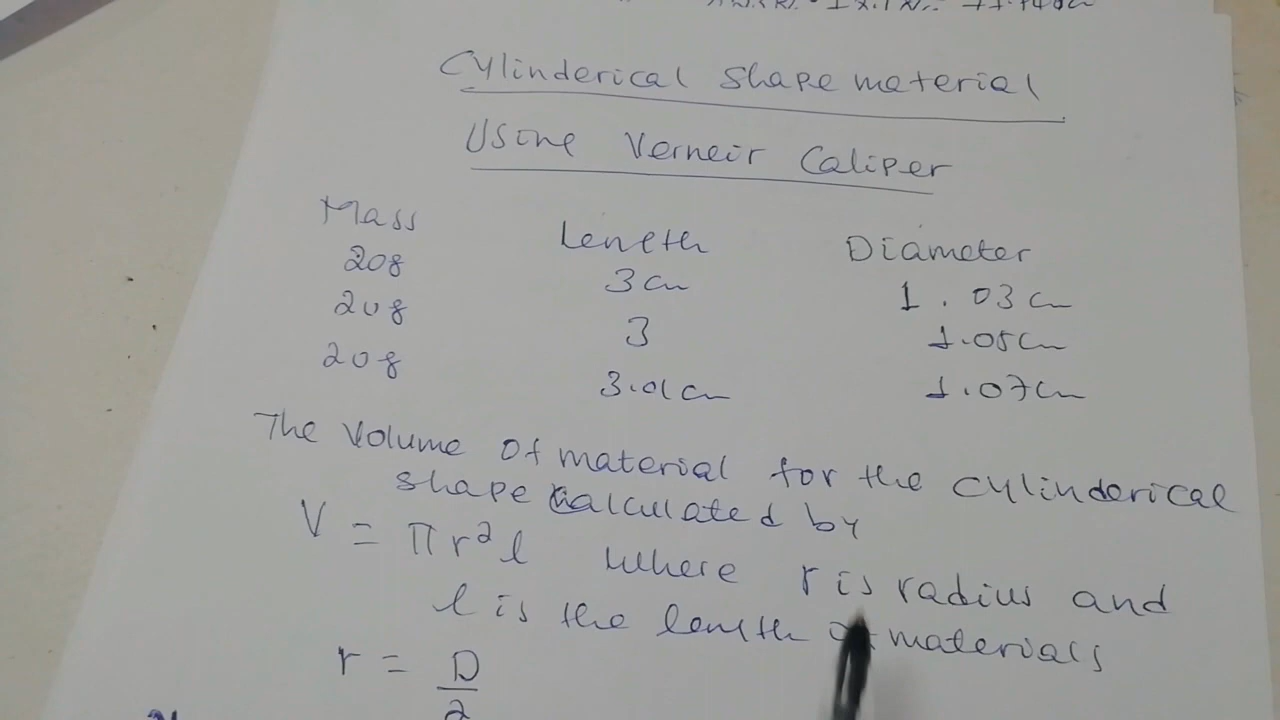 Cylinderical shape material
Using Verneir Caliper
Mass Length Diameter
20g 3cm 1.03cm
20g 3 1.05cm
20g 3.01cm 1.07cm
The Volume of material for the cylinderical
shape Calculated by
V = πr²l where r is radius and
l is the length of materials
r = D/2